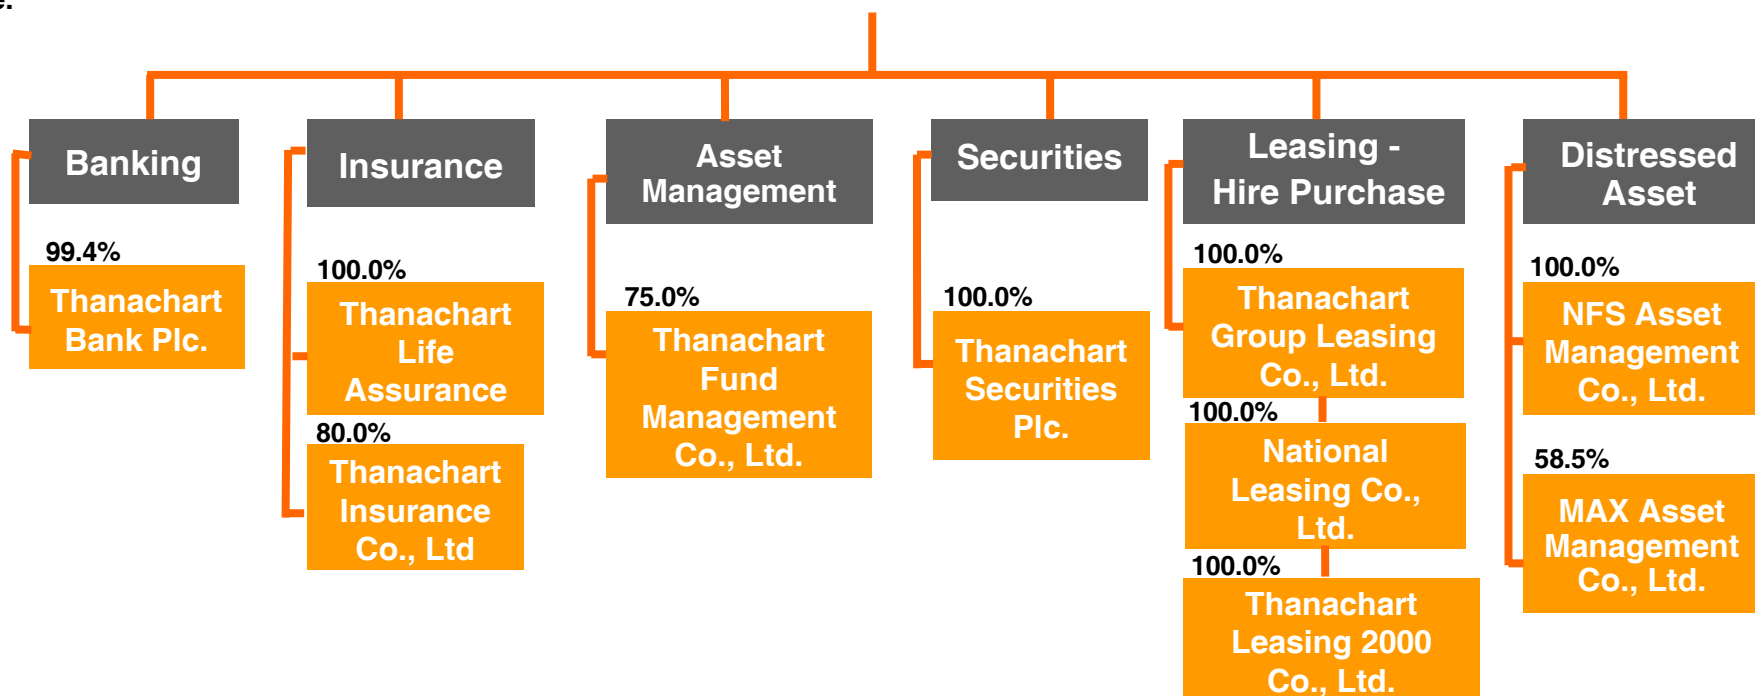 Banking
99.4%
Thanachart
Bank Plc.
Insurance
100.0%
Thanachart
Life
Assurance
80.0%
Thanachart
Insurance
Co., Ltd
Asset
Management
75.0%
Thanachart
Fund
Management
Co., Ltd.
Securities
100.0%
Thanachart
Securities
Plc.
Leasing -
Hire Purchase
100.0%
Thanachart
Group Leasing
Co., Ltd.
100.0%
National
Leasing Co.,
Ltd.
100.0%
Thanachart
Leasing 2000
Co., Ltd.
Distressed
Asset
100.0%
NFS Asset
Management
Co., Ltd.
58.5%
MAX Asset
Management
Co., Ltd.